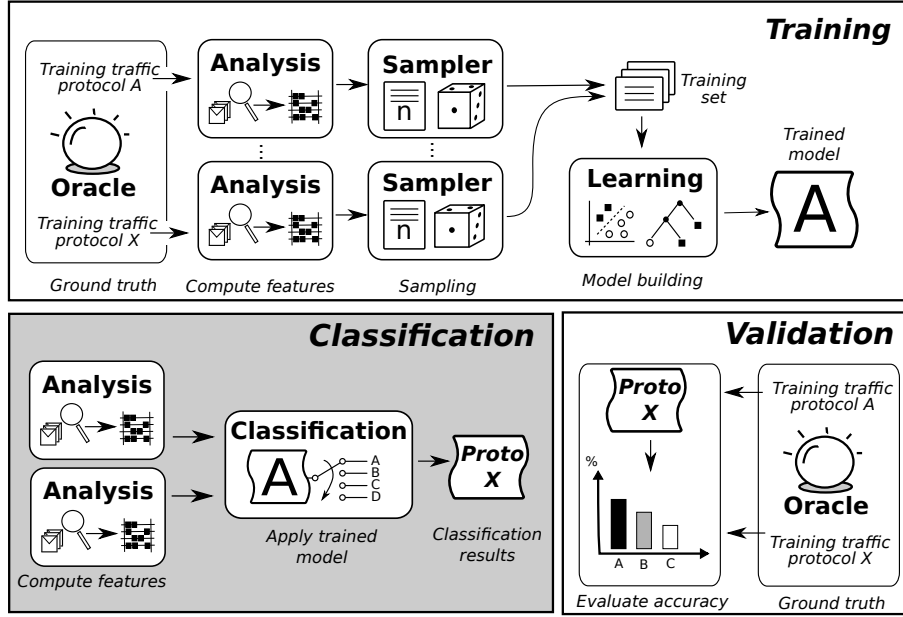 Training
Training traffic
protocol A
Oracle
Training traffic
protocol X
Ground truth
Analysis
Analysis
Compute features
Sampler
n
Sampler
n
Sampling
Training
set
Learning
Model building
Trained
model
A
Classification
Analysis
Analysis
Compute features
Classification
A
A
B
C
D
Apply trained
model
Proto
X
Classification
results
Validation
Proto
X
%
A B C
Evaluate accuracy
Training traffic
protocol A
Oracle
Training traffic
protocol X
Ground truth